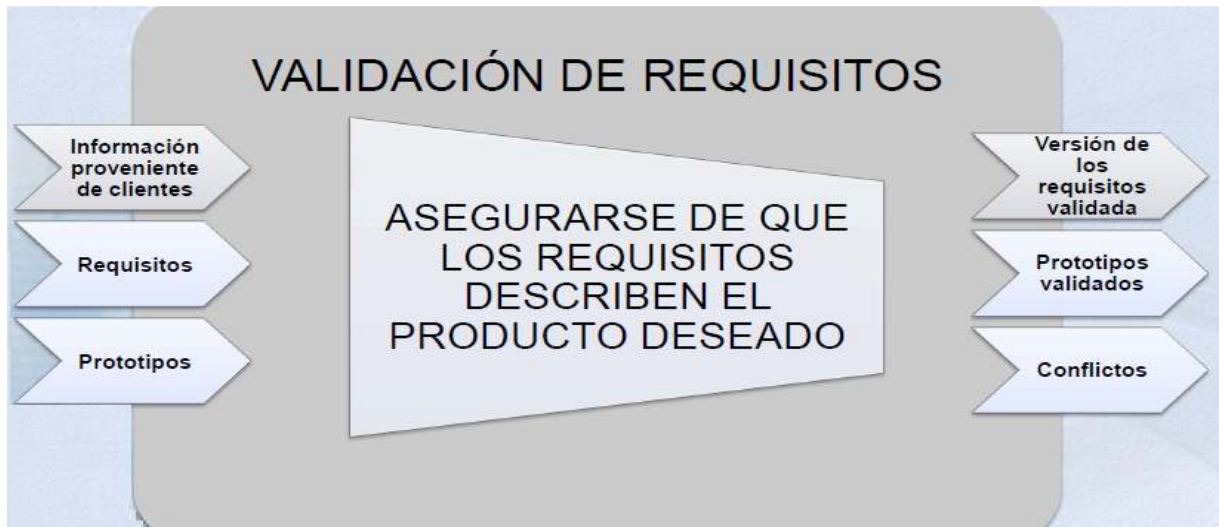 VALIDACIÓN DE REQUISITOS
Información
proveniente
de clientes
Requisitos
Prototipos
ASEGURARSE DE QUE
LOS REQUISITOS
DESCRIBEN EL
PRODUCTO DESEADO
Versión de
los
requisitos
validada
Prototipos
validados
Conflictos